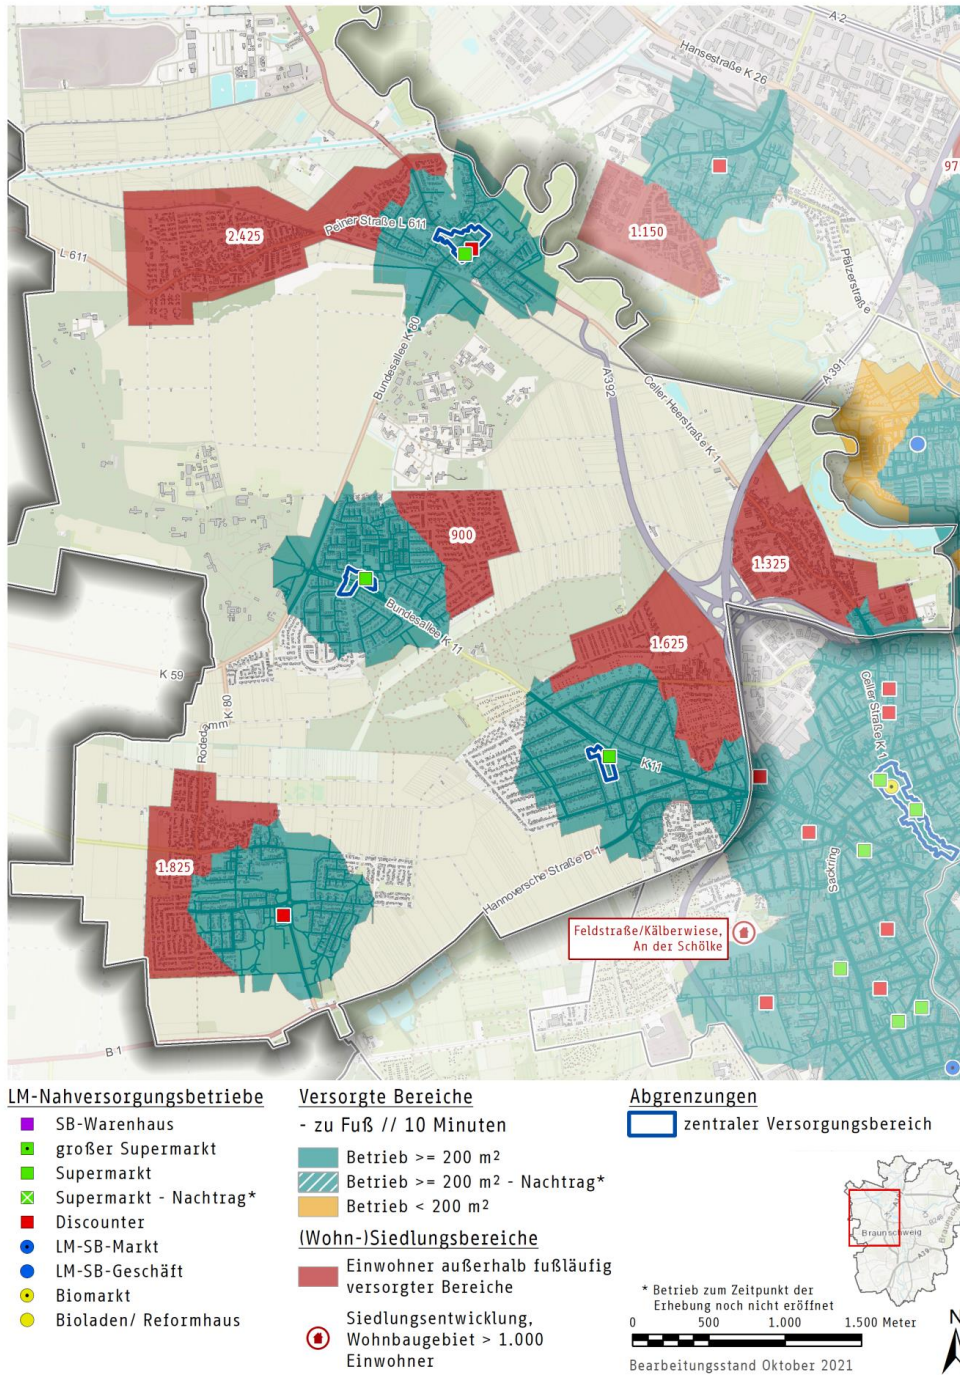 A 2
Hansestraße K 26
97
1.150
2.425
Peiner Straße L 611
L 611
Pfälzerstraße
Bundesallee K 80
A 392
A 391
Celler Heerstraße K 1
900
1.325
Bundesallee K 11
1.625
K 59
K 80
Rodedamm
Celler Straße K 1
K 11
Sackring
1.825
Hannoversche Straße B 1
Feldstraße/Kälberwiese,
An der Schölke
B 1
LM-Nahversorgungsbetriebe
SB-Warenhaus
großer Supermarkt
Supermarkt
Supermarkt - Nachtrag*
Discounter
LM-SB-Markt
LM-SB-Geschäft
Biomarkt
Bioladen/ Reformhaus
Versorgte Bereiche
- zu Fuß // 10 Minuten
Betrieb >= 200 m²
Betrieb >= 200 m² - Nachtrag*
Betrieb < 200 m²
(Wohn-)Siedlungsbereiche
Einwohner außerhalb fußläufig
versorgter Bereiche
Siedlungsentwicklung,
Wohnbaugebiet > 1.000
Einwohner
Abgrenzungen
zentraler Versorgungsbereich
Braunschweig
* Betrieb zum Zeitpunkt der
Erhebung noch nicht eröffnet
0 500 1.000 1.500 Meter
Bearbeitungsstand Oktober 2021
N